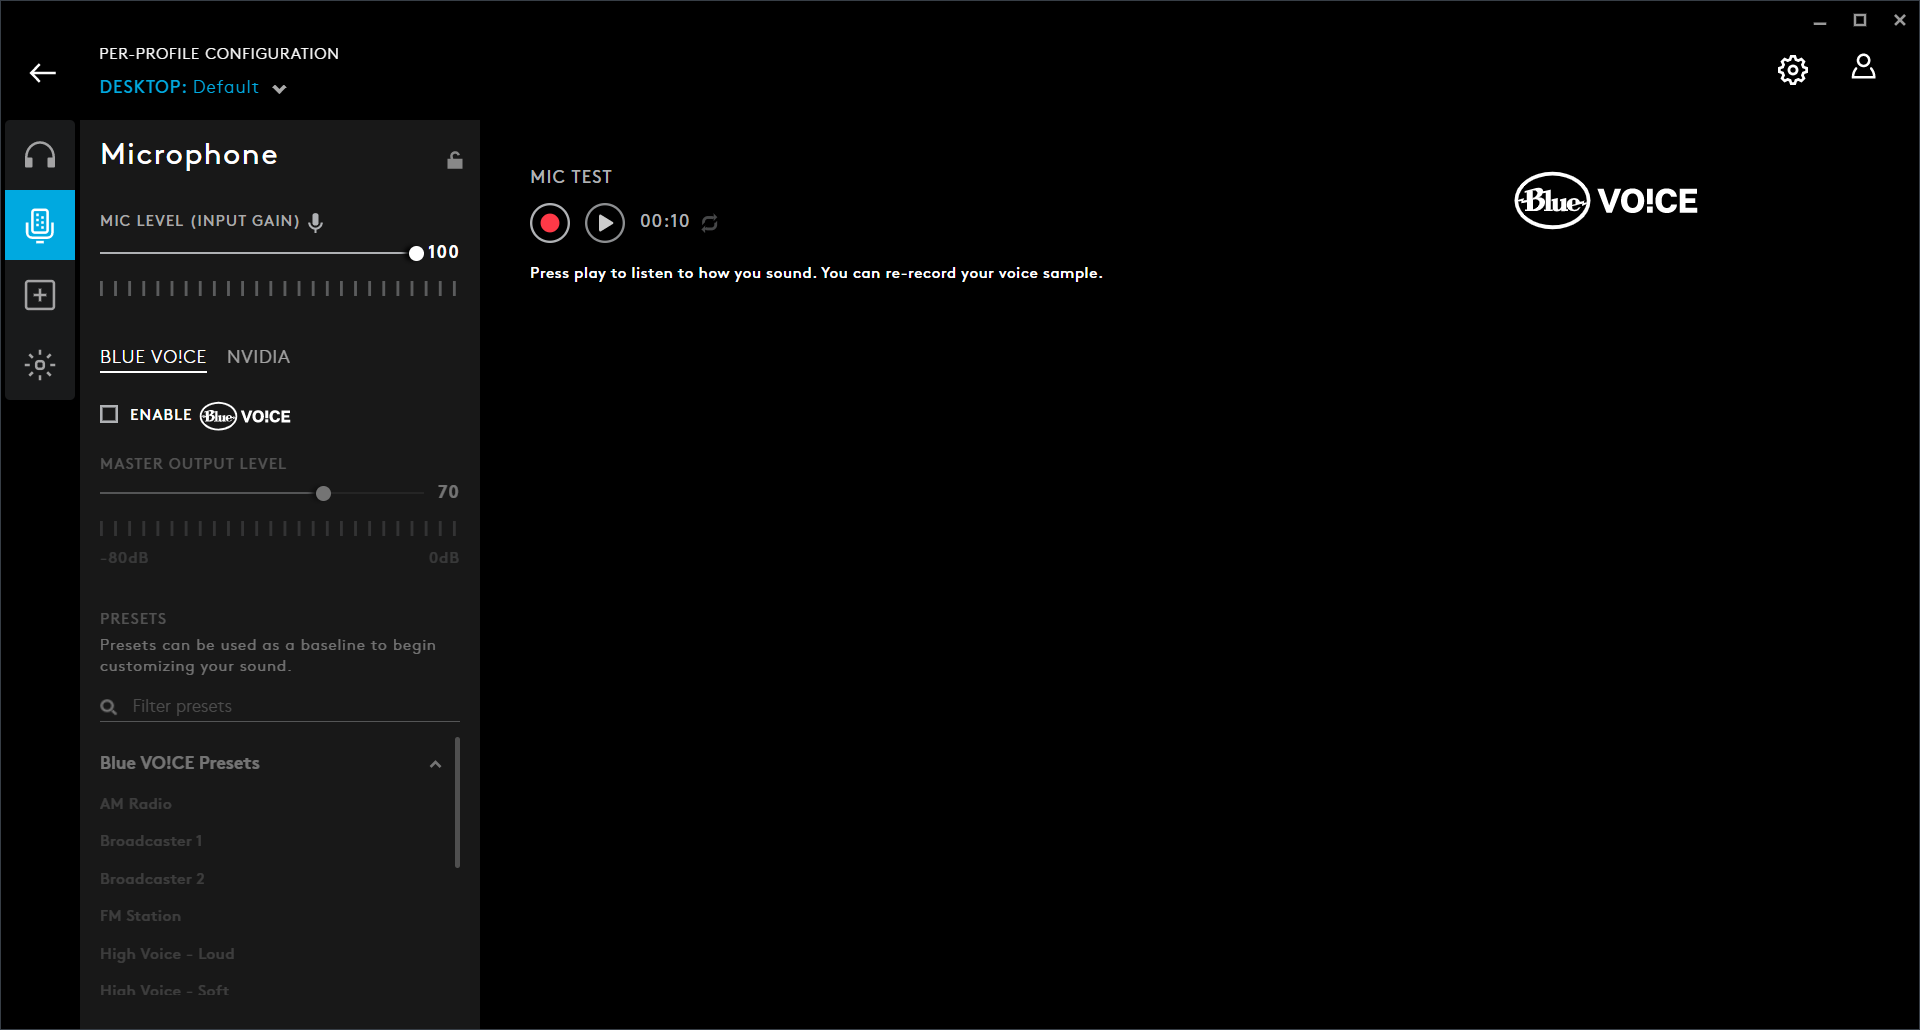 PER-PROFILE CONFIGURATION
DESKTOP: Default
Microphone
MIC LEVEL (INPUT GAIN)
100
BLUE VO!CE NVIDIA
ENABLE Blue VO!CE
MASTER OUTPUT LEVEL
70
-80dB 0dB
PRESETS
Presets can be used as a baseline to begin
customizing your sound.
Filter presets
Blue VO!CE Presets
AM Radio
Broadcaster 1
Broadcaster 2
FM Station
High Voice - Loud
High Voice - Soft
MIC TEST
00:10
Press play to listen to how you sound. You can re-record your voice sample.
Blue VO!CE